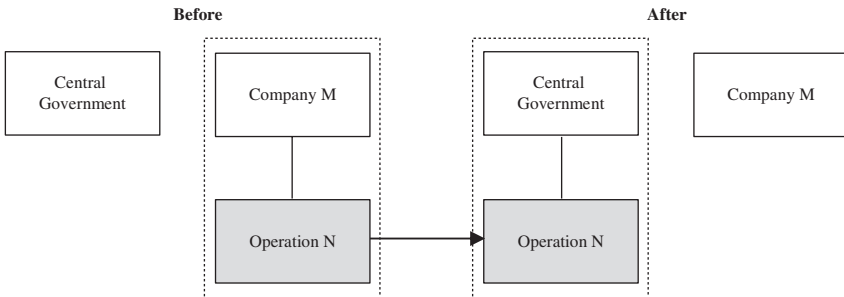 Before
After
Central
Government
Company M
Central
Government
Company M
Operation N
Operation N